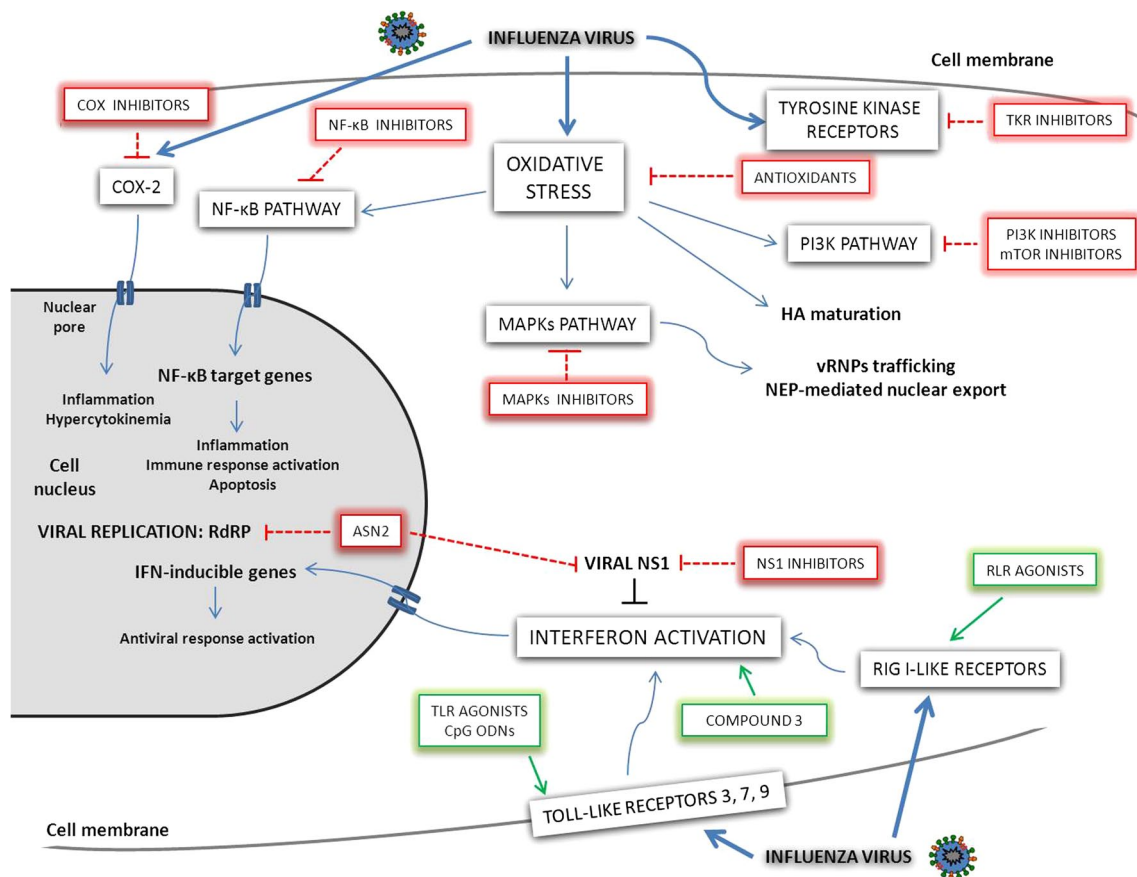 INFLUENZA VIRUS
Cell membrane
COX INHIBITORS
NF-κB INHIBITORS
TYROSINE KINASE
RECEPTORS
TKR INHIBITORS
COX-2
NF-κB PATHWAY
OXIDATIVE
STRESS
ANTIOXIDANTS
PI3K PATHWAY
PI3K INHIBITORS
mTOR INHIBITORS
Nuclear
pore
MAPKs PATHWAY
HA maturation
NF-κB target genes
vRNPs trafficking
NEP-mediated nuclear export
Inflammation
Hypercytokinemia
MAPKs INHIBITORS
Inflammation
Immune response activation
Apoptosis
Cell
nucleus
VIRAL REPLICATION: RdRP
ASN2
VIRAL NS1
NS1 INHIBITORS
RLR AGONISTS
IFN-inducible genes
Antiviral response activation
INTERFERON ACTIVATION
RIG I-LIKE RECEPTORS
TLR AGONISTS
CpG ODNs
COMPOUND 3
TOLL-LIKE RECEPTORS 3, 7, 9
Cell membrane
INFLUENZA VIRUS